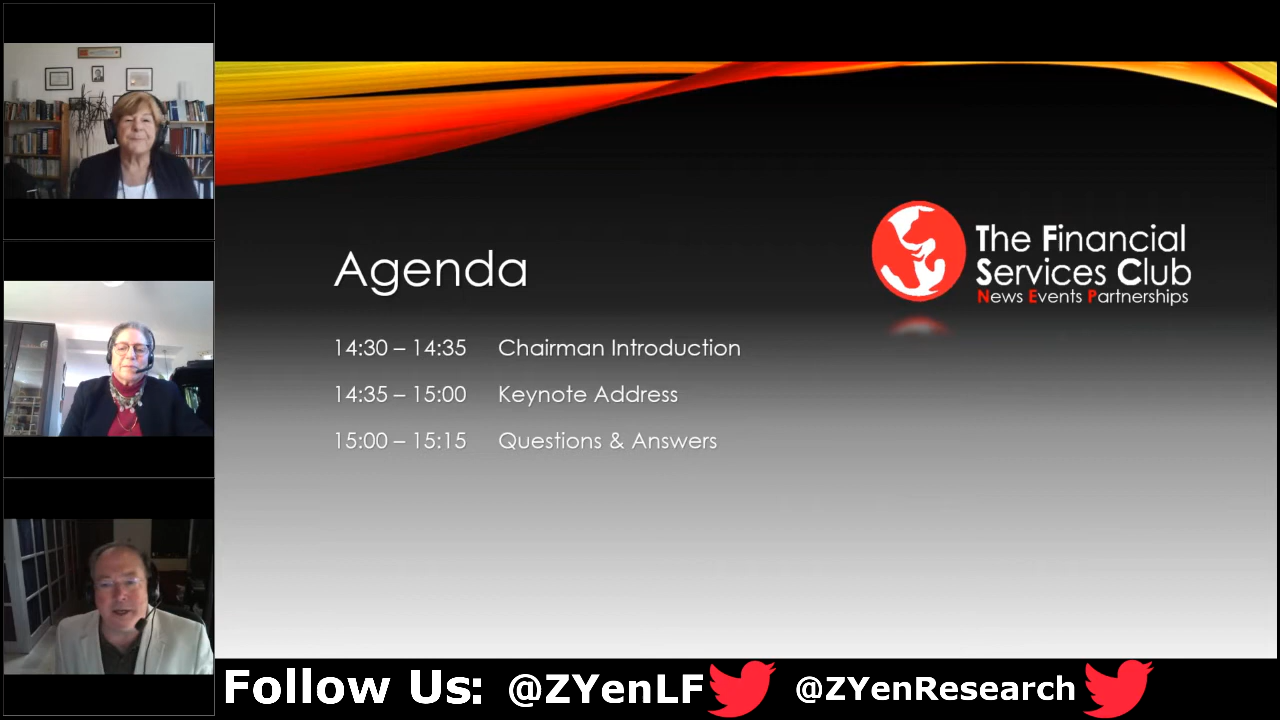 Agenda
The Financial
Services Club
News Events Partnerships
14:30 – 14:35 Chairman Introduction
14:35 – 15:00 Keynote Address
15:00 – 15:15 Questions & Answers
Follow Us: @ZYenLF @ZYenResearch